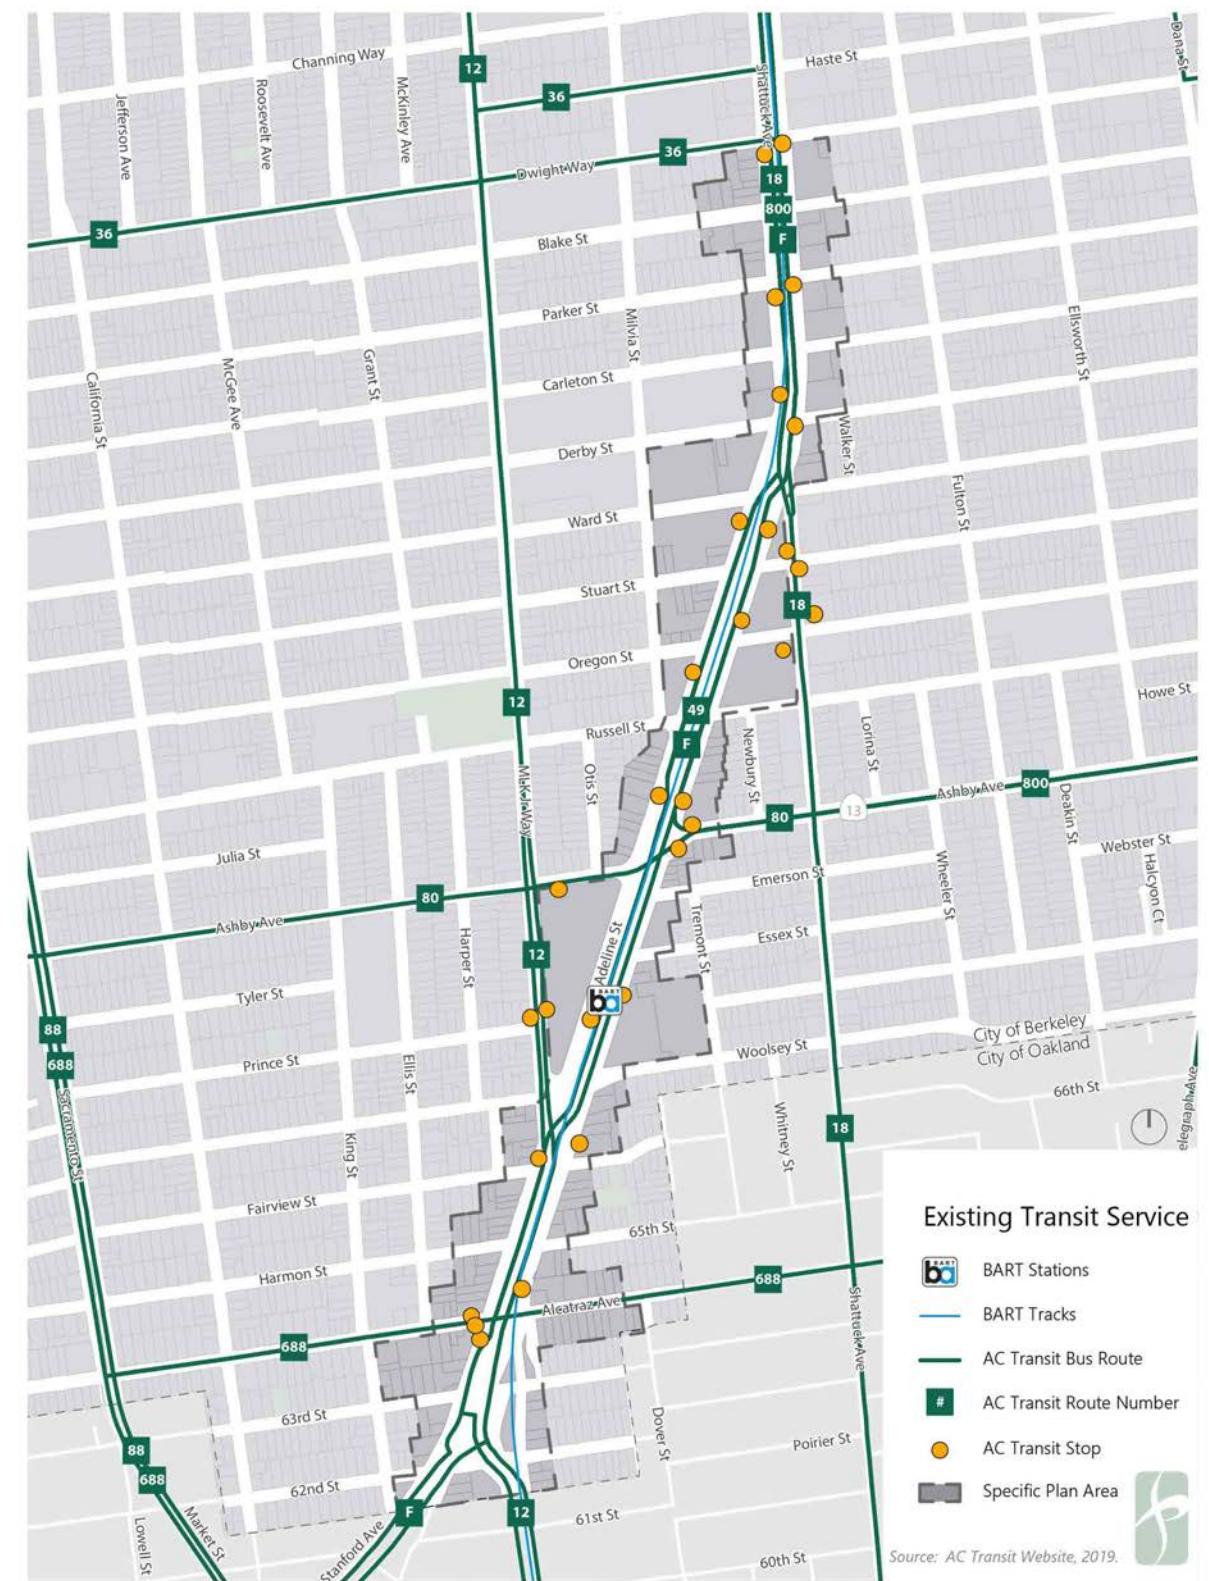 Channing Way
12
Haste St
Dana St
Shattuck Ave
36
Jefferson Ave
Roosevelt Ave
McKinley Ave
36
Dwight Way
18
800
36
Blake St
F
Parker St
Milvia St
Ellsworth St
California St
McGee Ave
Grant St
Carleton St
Walker St
Derby St
Fulton St
Ward St
Stuart St
18
Oregon St
12
49
Howe St
Russell St
F
Newbury St
Lorina St
MLK Jr Way
Otis St
Ashby Ave
800
80
13
Deakin St
Julia St
Webster St
Halcyon Ct
Wheeler St
Emerson St
80
Ashby Ave
Harper St
12
Adeline St
Tremont St
Essex St
Tyler St
BART
ba
88
City of Berkeley
City of Oakland
Woolsey St
688
Prince St
Ellis St
66th St
Sacramento St
18
Whitney St
elegraph Ave
King St
Fairview St
65th St
Harmon St
688
Alcatraz Ave
Shattuck Ave
688
63rd St
Dover St
Poirier St
88
688
62nd St
F
12
61st St
60th St
Lowell St
Market St
Stanford Ave
Existing Transit Service
BART
ba
BART Stations
BART Tracks
AC Transit Bus Route
#
AC Transit Route Number
AC Transit Stop
Specific Plan Area
Source: AC Transit Website, 2019.